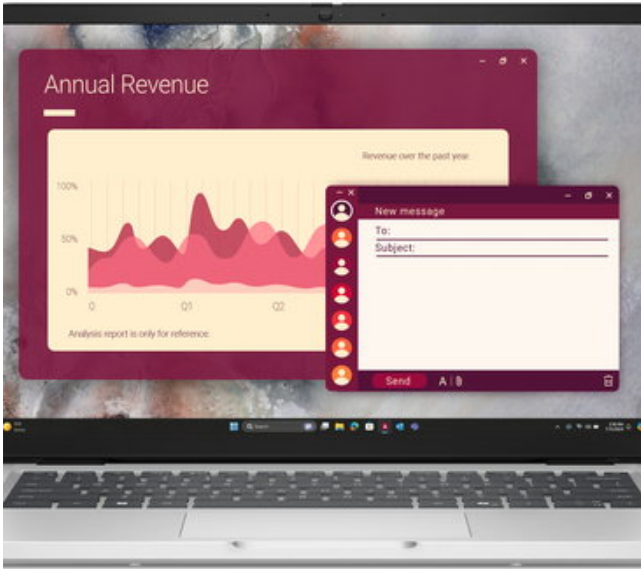 Annual Revenue
Revenue over the past year.
100%
50%
0%
0 Q1 Q2
Analysis report is only for reference.
New message
To:
Subject:
Send A
Search